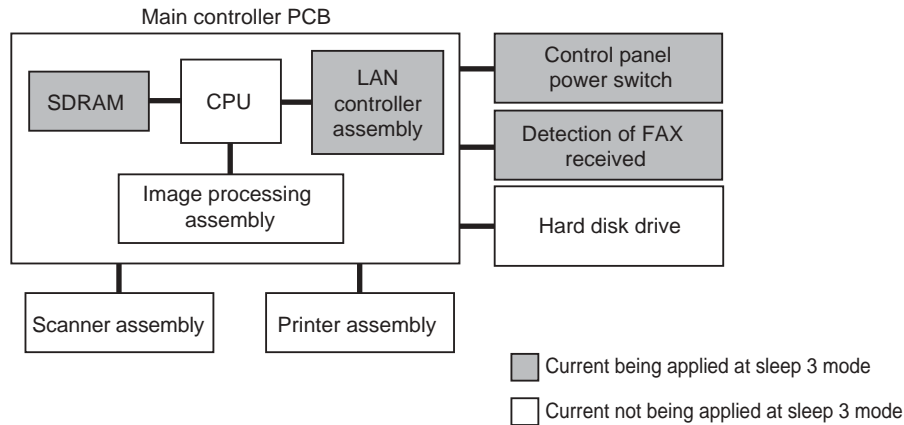 Main controller PCB
SDRAM
CPU
LAN
controller
assembly
Image processing
assembly
Control panel
power switch
Detection of FAX
received
Hard disk drive
Scanner assembly
Printer assembly
Current being applied at sleep 3 mode
Current not being applied at sleep 3 mode